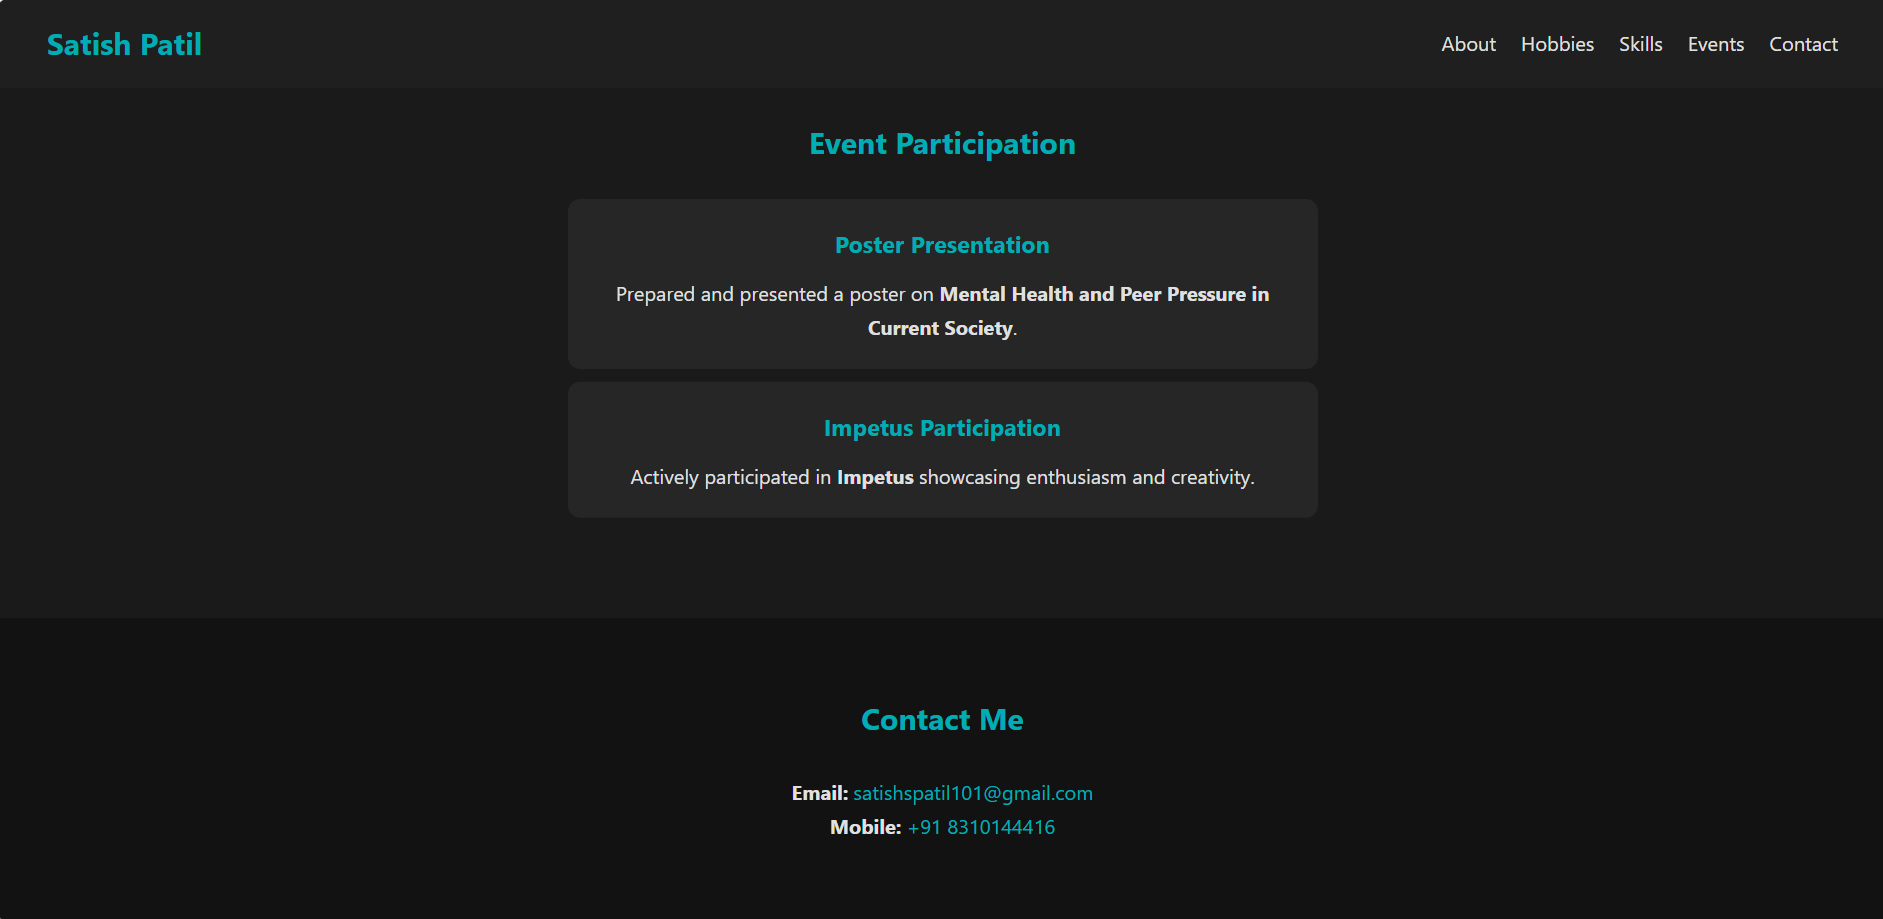 Satish Patil
About Hobbies Skills Events Contact
Event Participation
Poster Presentation
Prepared and presented a poster on Mental Health and Peer Pressure in
Current Society.
Impetus Participation
Actively participated in Impetus showcasing enthusiasm and creativity.
Contact Me
Email: satishspatil101@gmail.com
Mobile: +91 8310144416